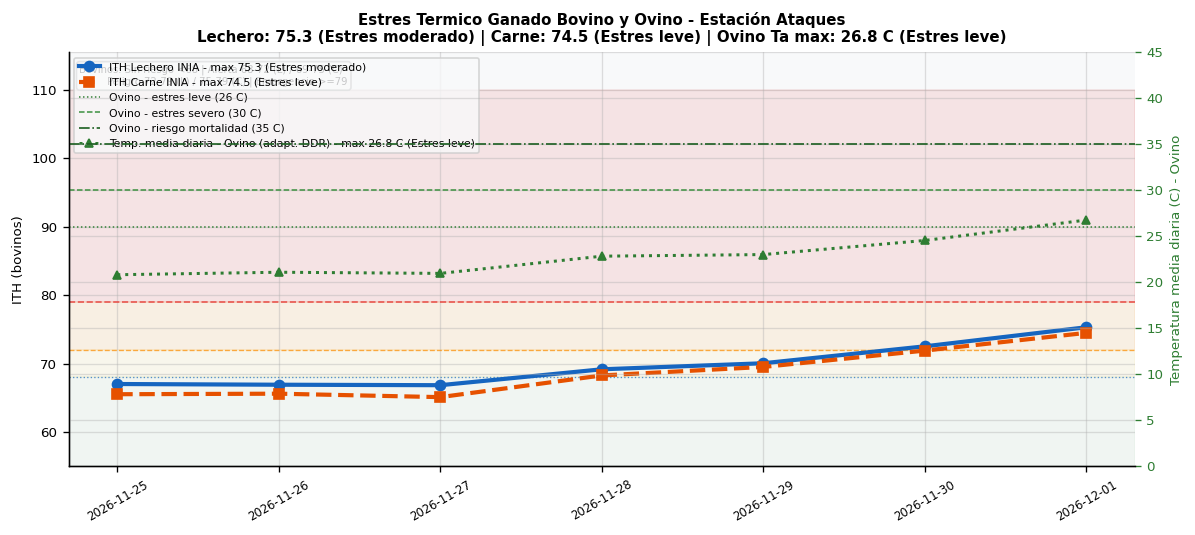 Estres Termico Ganado Bovino y Ovino - Estación Ataques
Lechero: 75.3 (Estres moderado) | Carne: 74.5 (Estres leve) | Ovino Ta max: 26.8 C (Estres leve)
ITH Lechero INIA - max 75.3 (Estres moderado)
ITH Carne INIA - max 74.5 (Estres leve)
Ovino - estres leve (26 C)
Ovino - estres severo (30 C)
Ovino - riesgo mortalidad (35 C)
Temp. media diaria - Ovino (adapt. DDR) - max 26.8 C (Estres leve)
ITH (bovinos)
110
100
90
80
70
60
45
40
35
30
25
20
15
10
5
0
Temperatura media diaria (C) - Ovino
2026-11-25
2026-11-26
2026-11-27
2026-11-28
2026-11-29
2026-11-30
2026-12-01